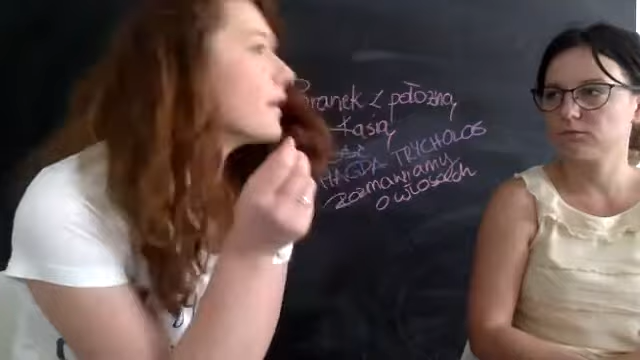 Poranek z położną
Kasią
MAGDA TRYCHOLOG
rozmawiamy
o włosach